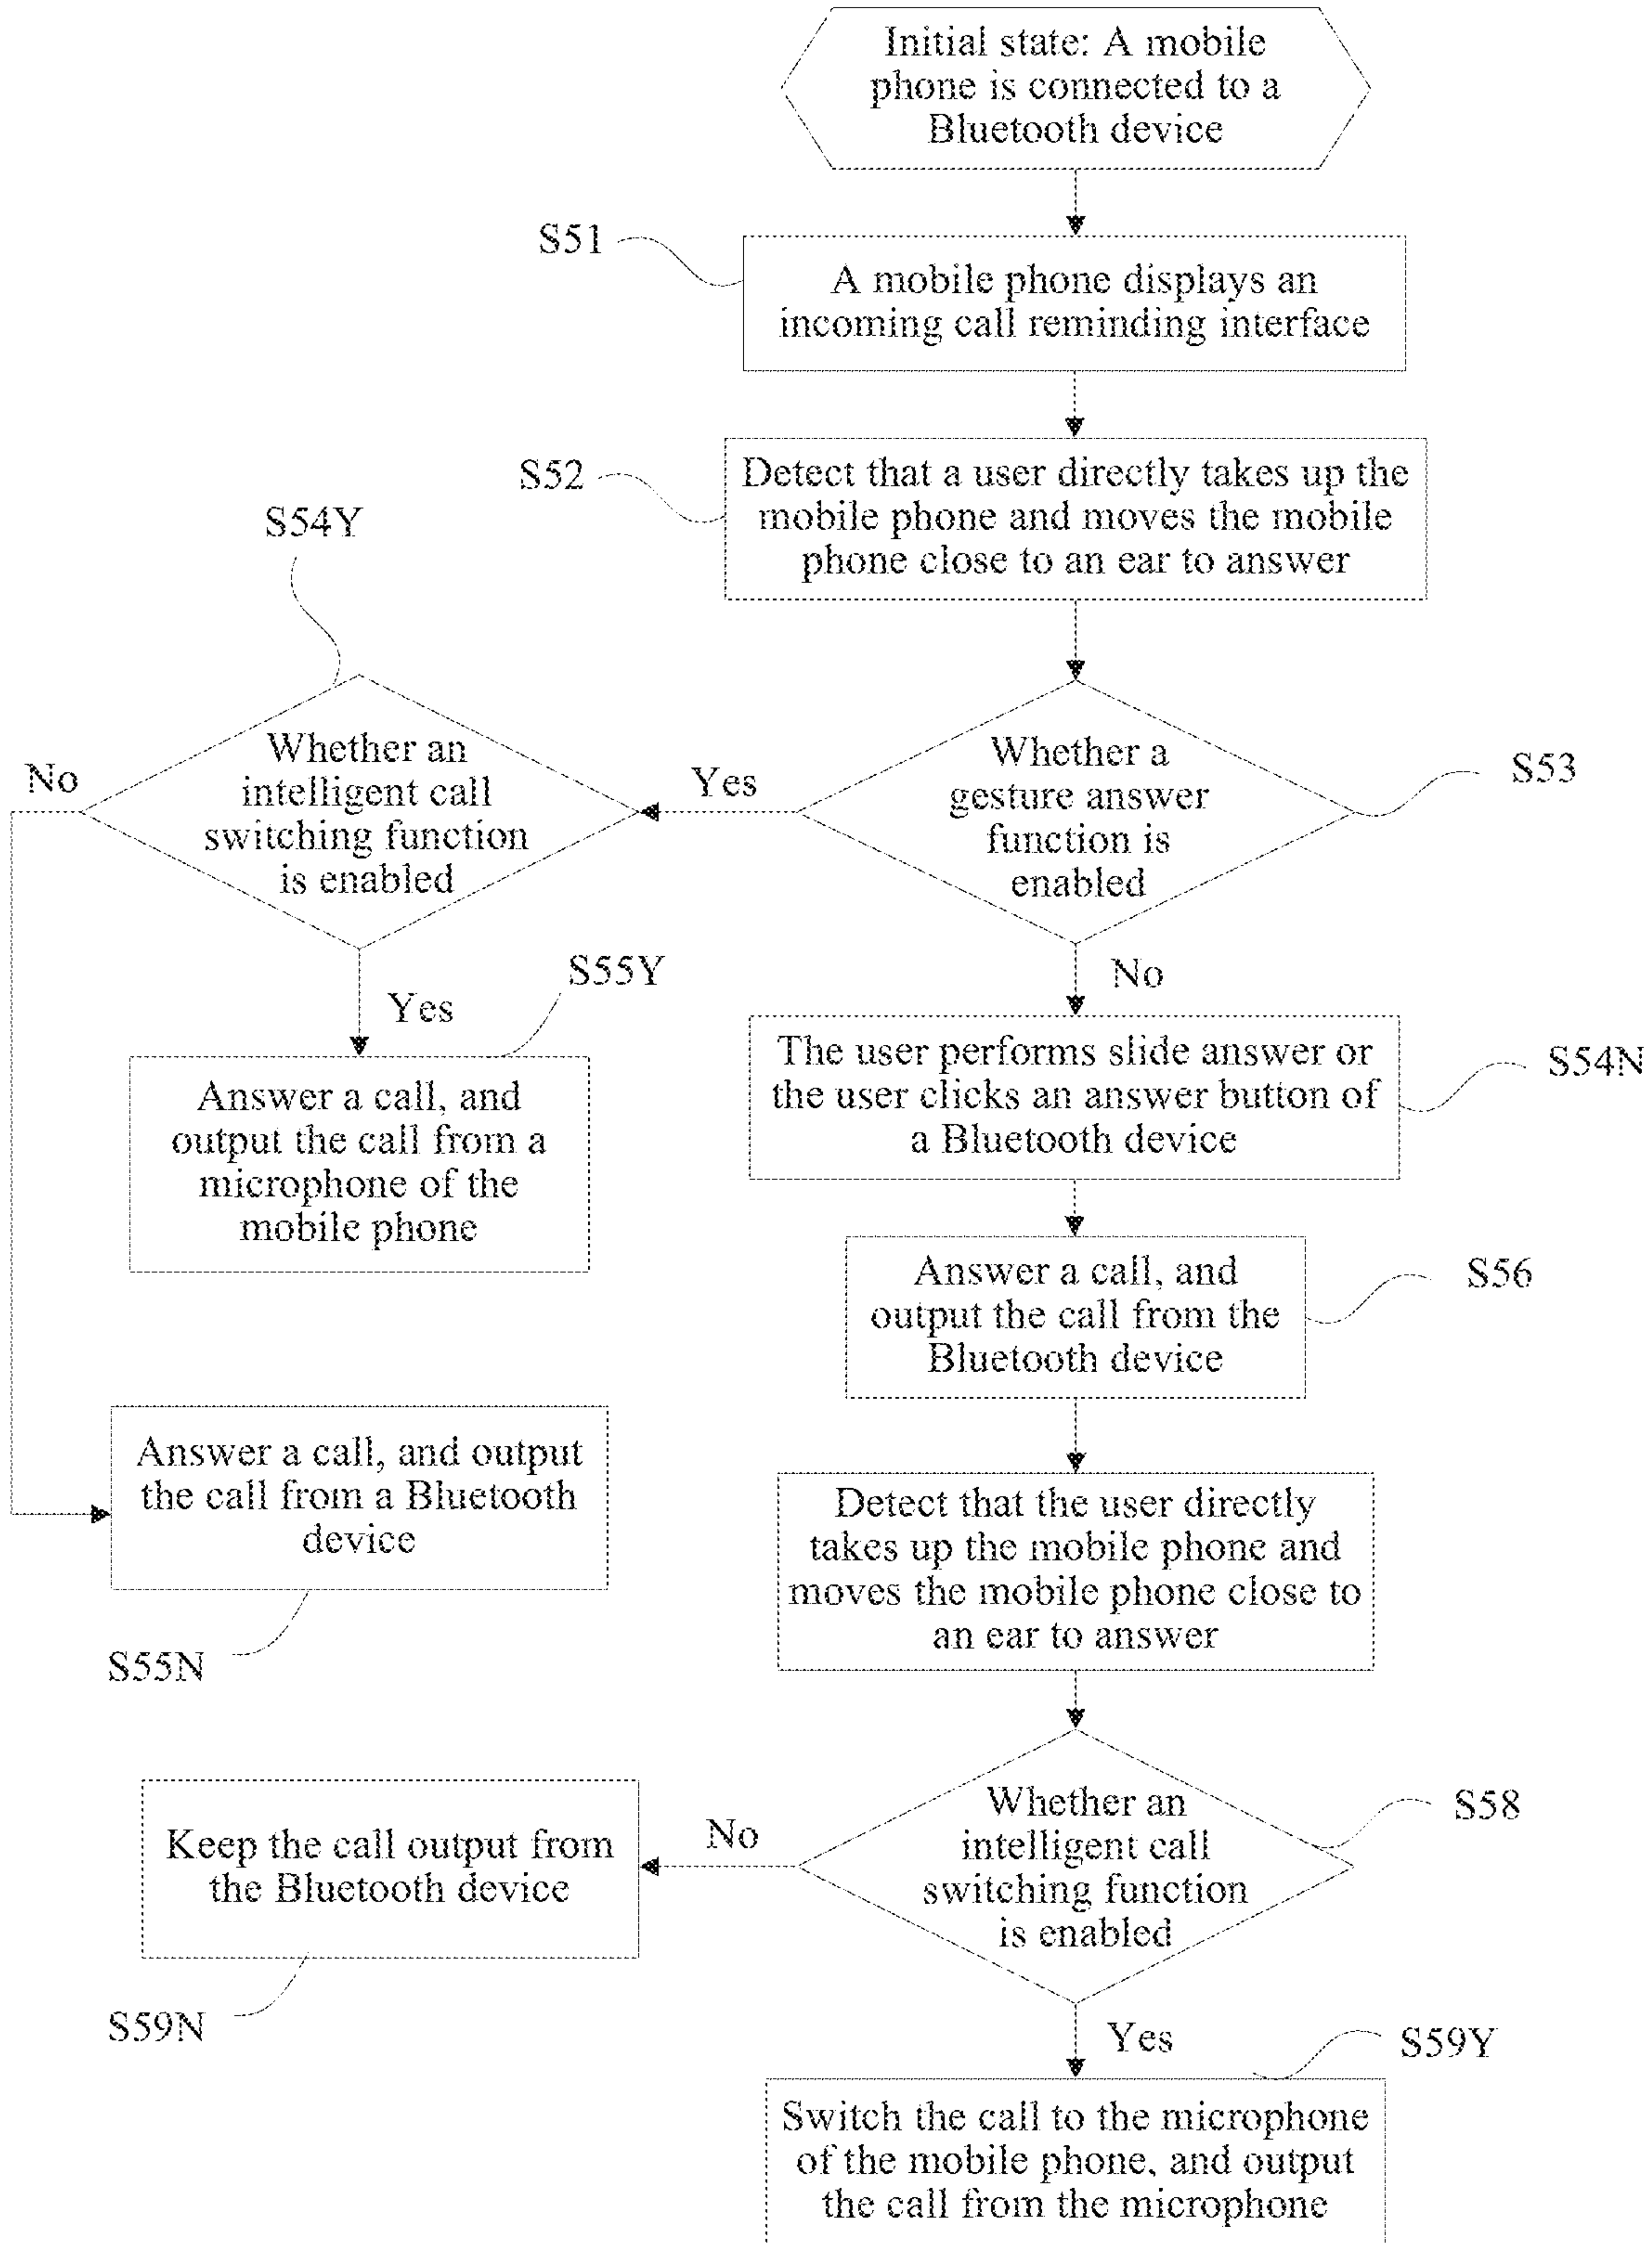 Initial state: A mobile
phone is connected to a
Bluetooth device
S51
A mobile phone displays an
incoming call reminding interface
S52
Detect that a user directly takes up the
mobile phone and moves the mobile
phone close to an ear to answer
S54Y
Whether an
intelligent call
switching function
is enabled
No
Yes
Whether a
gesture answer
function is
enabled
S53
Yes
S55Y
No
Answer a call, and
output the call from a
microphone of the
mobile phone
The user performs slide answer or
the user clicks an answer button of
a Bluetooth device
S54N
Answer a call, and
output the call from the
Bluetooth device
S56
Answer a call, and output
the call from a Bluetooth
device
S55N
Detect that the user directly
takes up the mobile phone and
moves the mobile phone close to
an ear to answer
Whether an
intelligent call
switching function
is enabled
S58
No
Keep the call output from
the Bluetooth device
S59N
Yes
S59Y
Switch the call to the microphone
of the mobile phone, and output
the call from the microphone